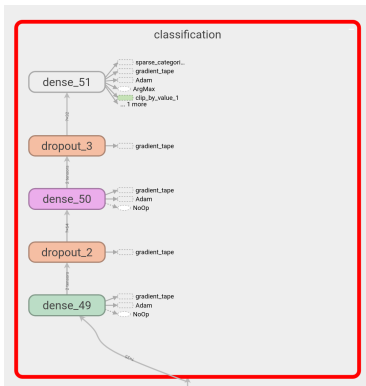 classification
sparse_categori...
gradient_tape
dense_51
Adam
ArgMax
clip_by_value_1
... 1 more
dropout_3
gradient_tape
gradient_tape
dense_50
Adam
NoOp
dropout_2
gradient_tape
gradient_tape
dense_49
Adam
NoOp